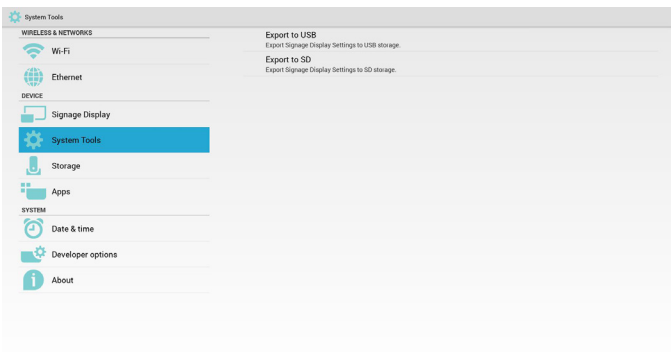 System Tools
WIRELESS & NETWORKS
Wi-Fi
Ethernet
DEVICE
Signage Display
System Tools
Storage
Apps
SYSTEM
Date & time
Developer options
About
Export to USB
Export Signage Display Settings to USB storage.
Export to SD
Export Signage Display Settings to SD storage.